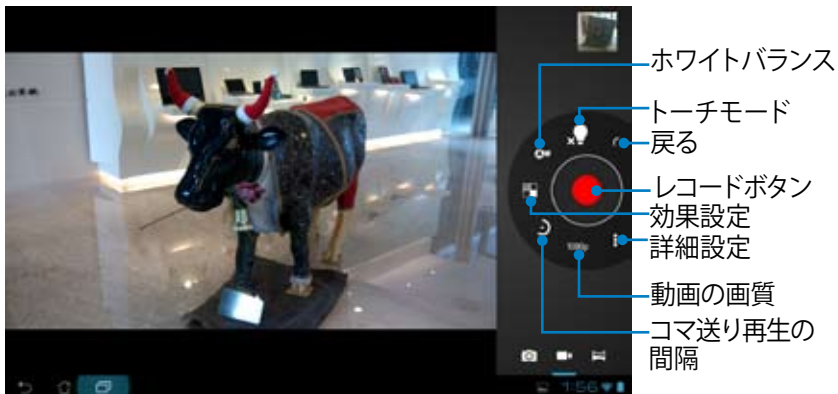 ホワイトバランス
トーチモード
戻る
レコードボタン
効果設定
詳細設定
1080p
動画の画質
コマ送り再生の
間隔
1:56